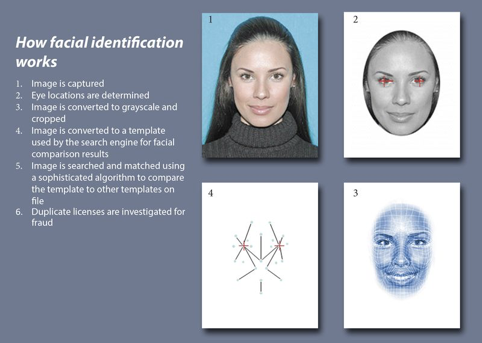 How facial identification
works
1. Image is captured
2. Eye locations are determined
3. Image is converted to grayscale and
cropped
4. Image is converted to a template
used by the search engine for facial
comparison results
5. Image is searched and matched using
a sophisticated algorithm to compare
the template to other templates on
file
6. Duplicate licenses are investigated for
fraud
1
2
4
3